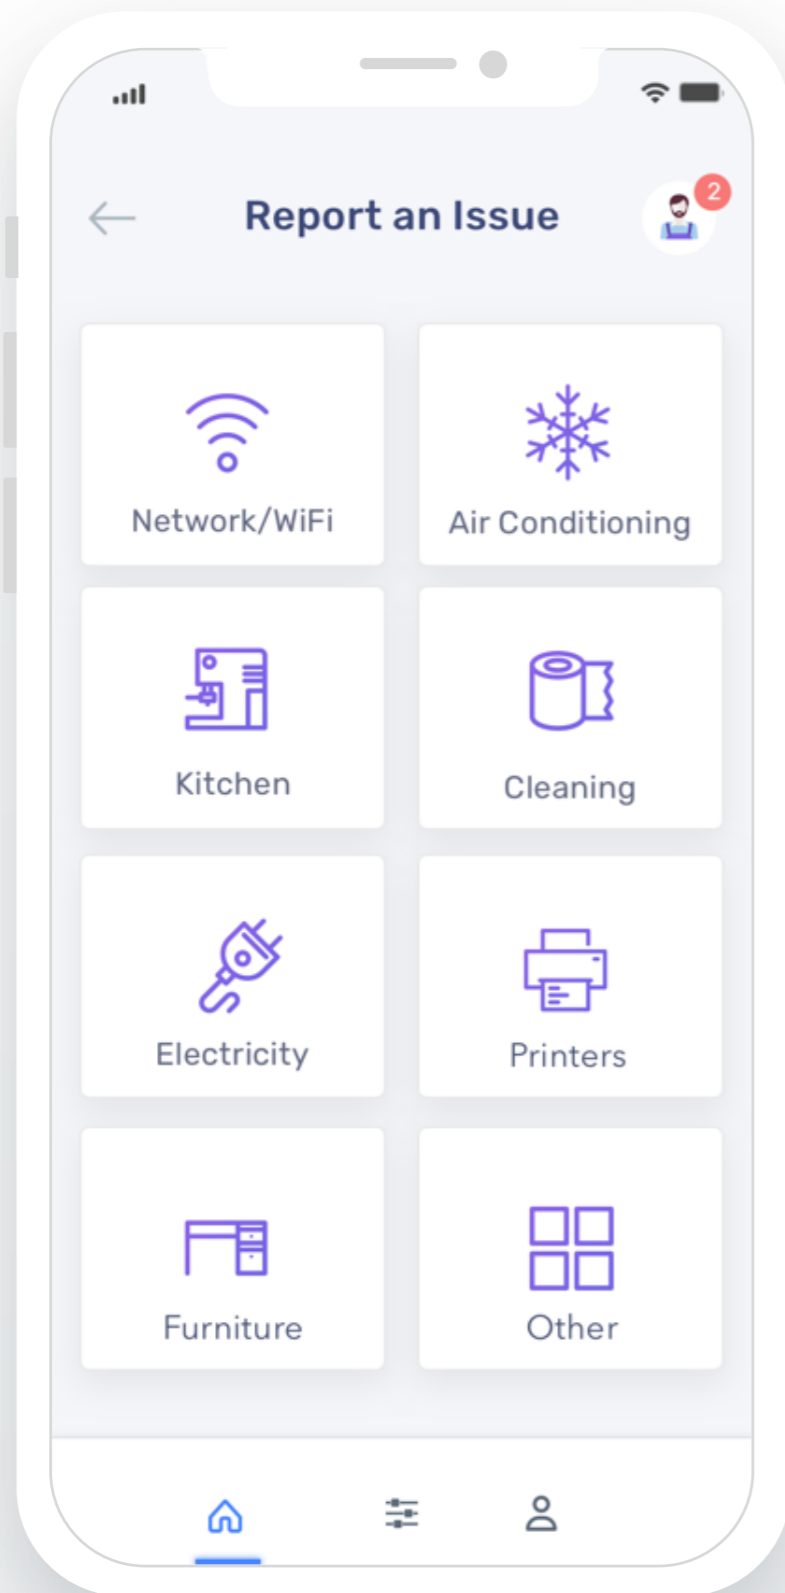 2
Report an Issue
Network/WiFi
Air Conditioning
Kitchen
Cleaning
Electricity
Printers
Furniture
Other